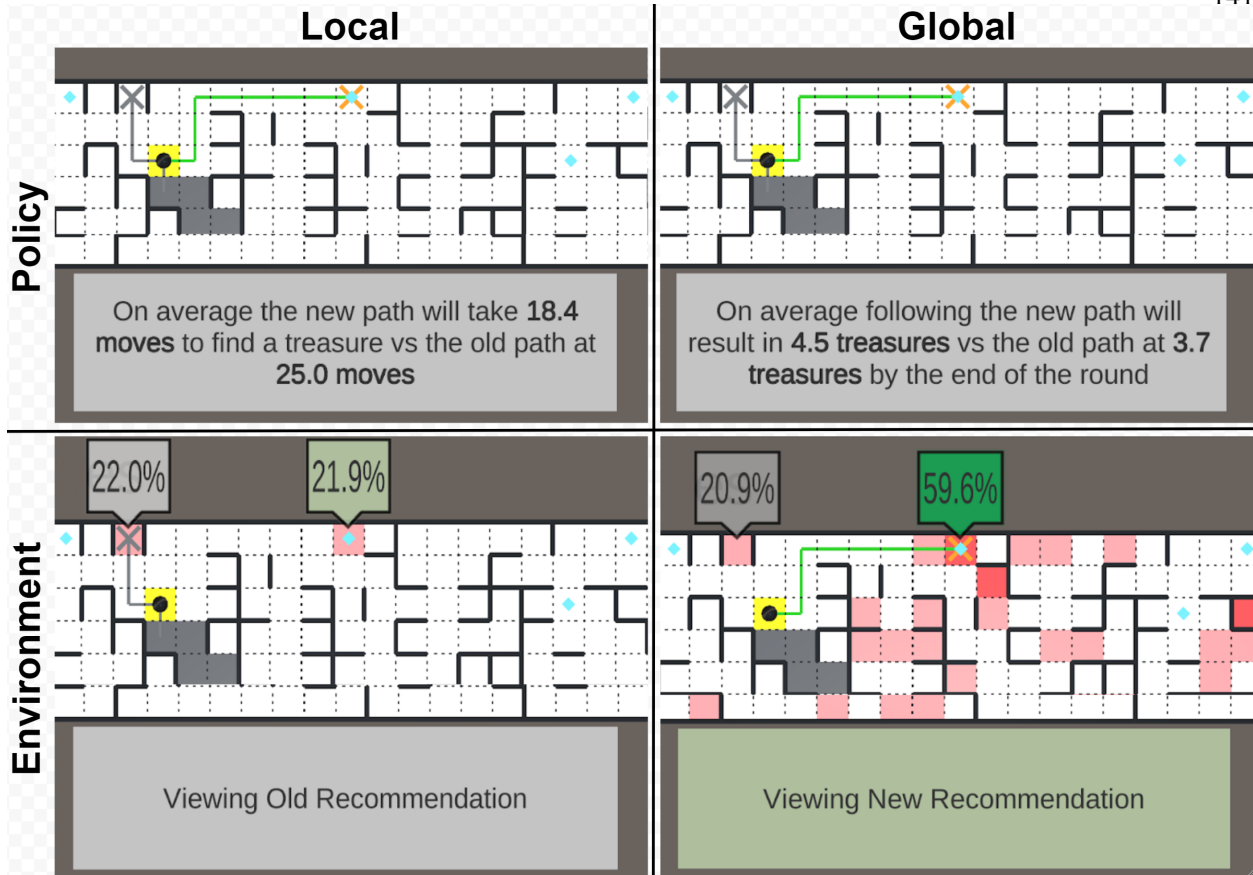 Local
Global
Policy
On average the new path will take 18.4
moves to find a treasure vs the old path at
25.0 moves
On average following the new path will
result in 4.5 treasures vs the old path at 3.7
treasures by the end of the round
Environment
22.0%
21.9%
Viewing Old Recommendation
20.9%
59.6%
Viewing New Recommendation